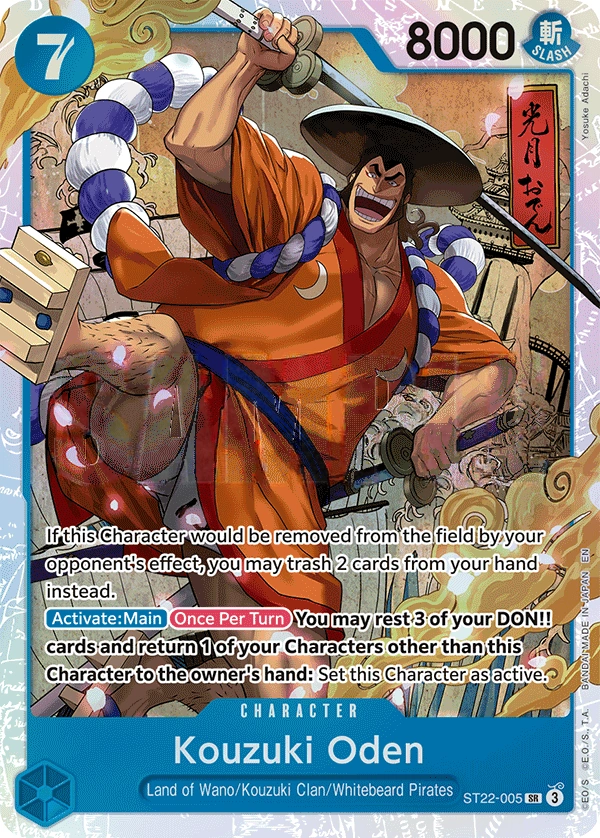 7
8000
斬
SLASH
Yosuke Adachi
光月おでん
SAMPLE
If this Character would be removed from the field by your
opponent's effect, you may trash 2 cards from your hand
instead.
Activate:Main Once Per Turn You may rest 3 of your DON!!
cards and return 1 of your Characters other than this
Character to the owner's hand: Set this Character as active.
CHARACTER
Kouzuki Oden
Land of Wano/Kouzuki Clan/Whitebeard Pirates
ST22-005 SR 3
©E.O/S ©E.O./S., T.A. BANDAI•MADE IN JAPAN EN